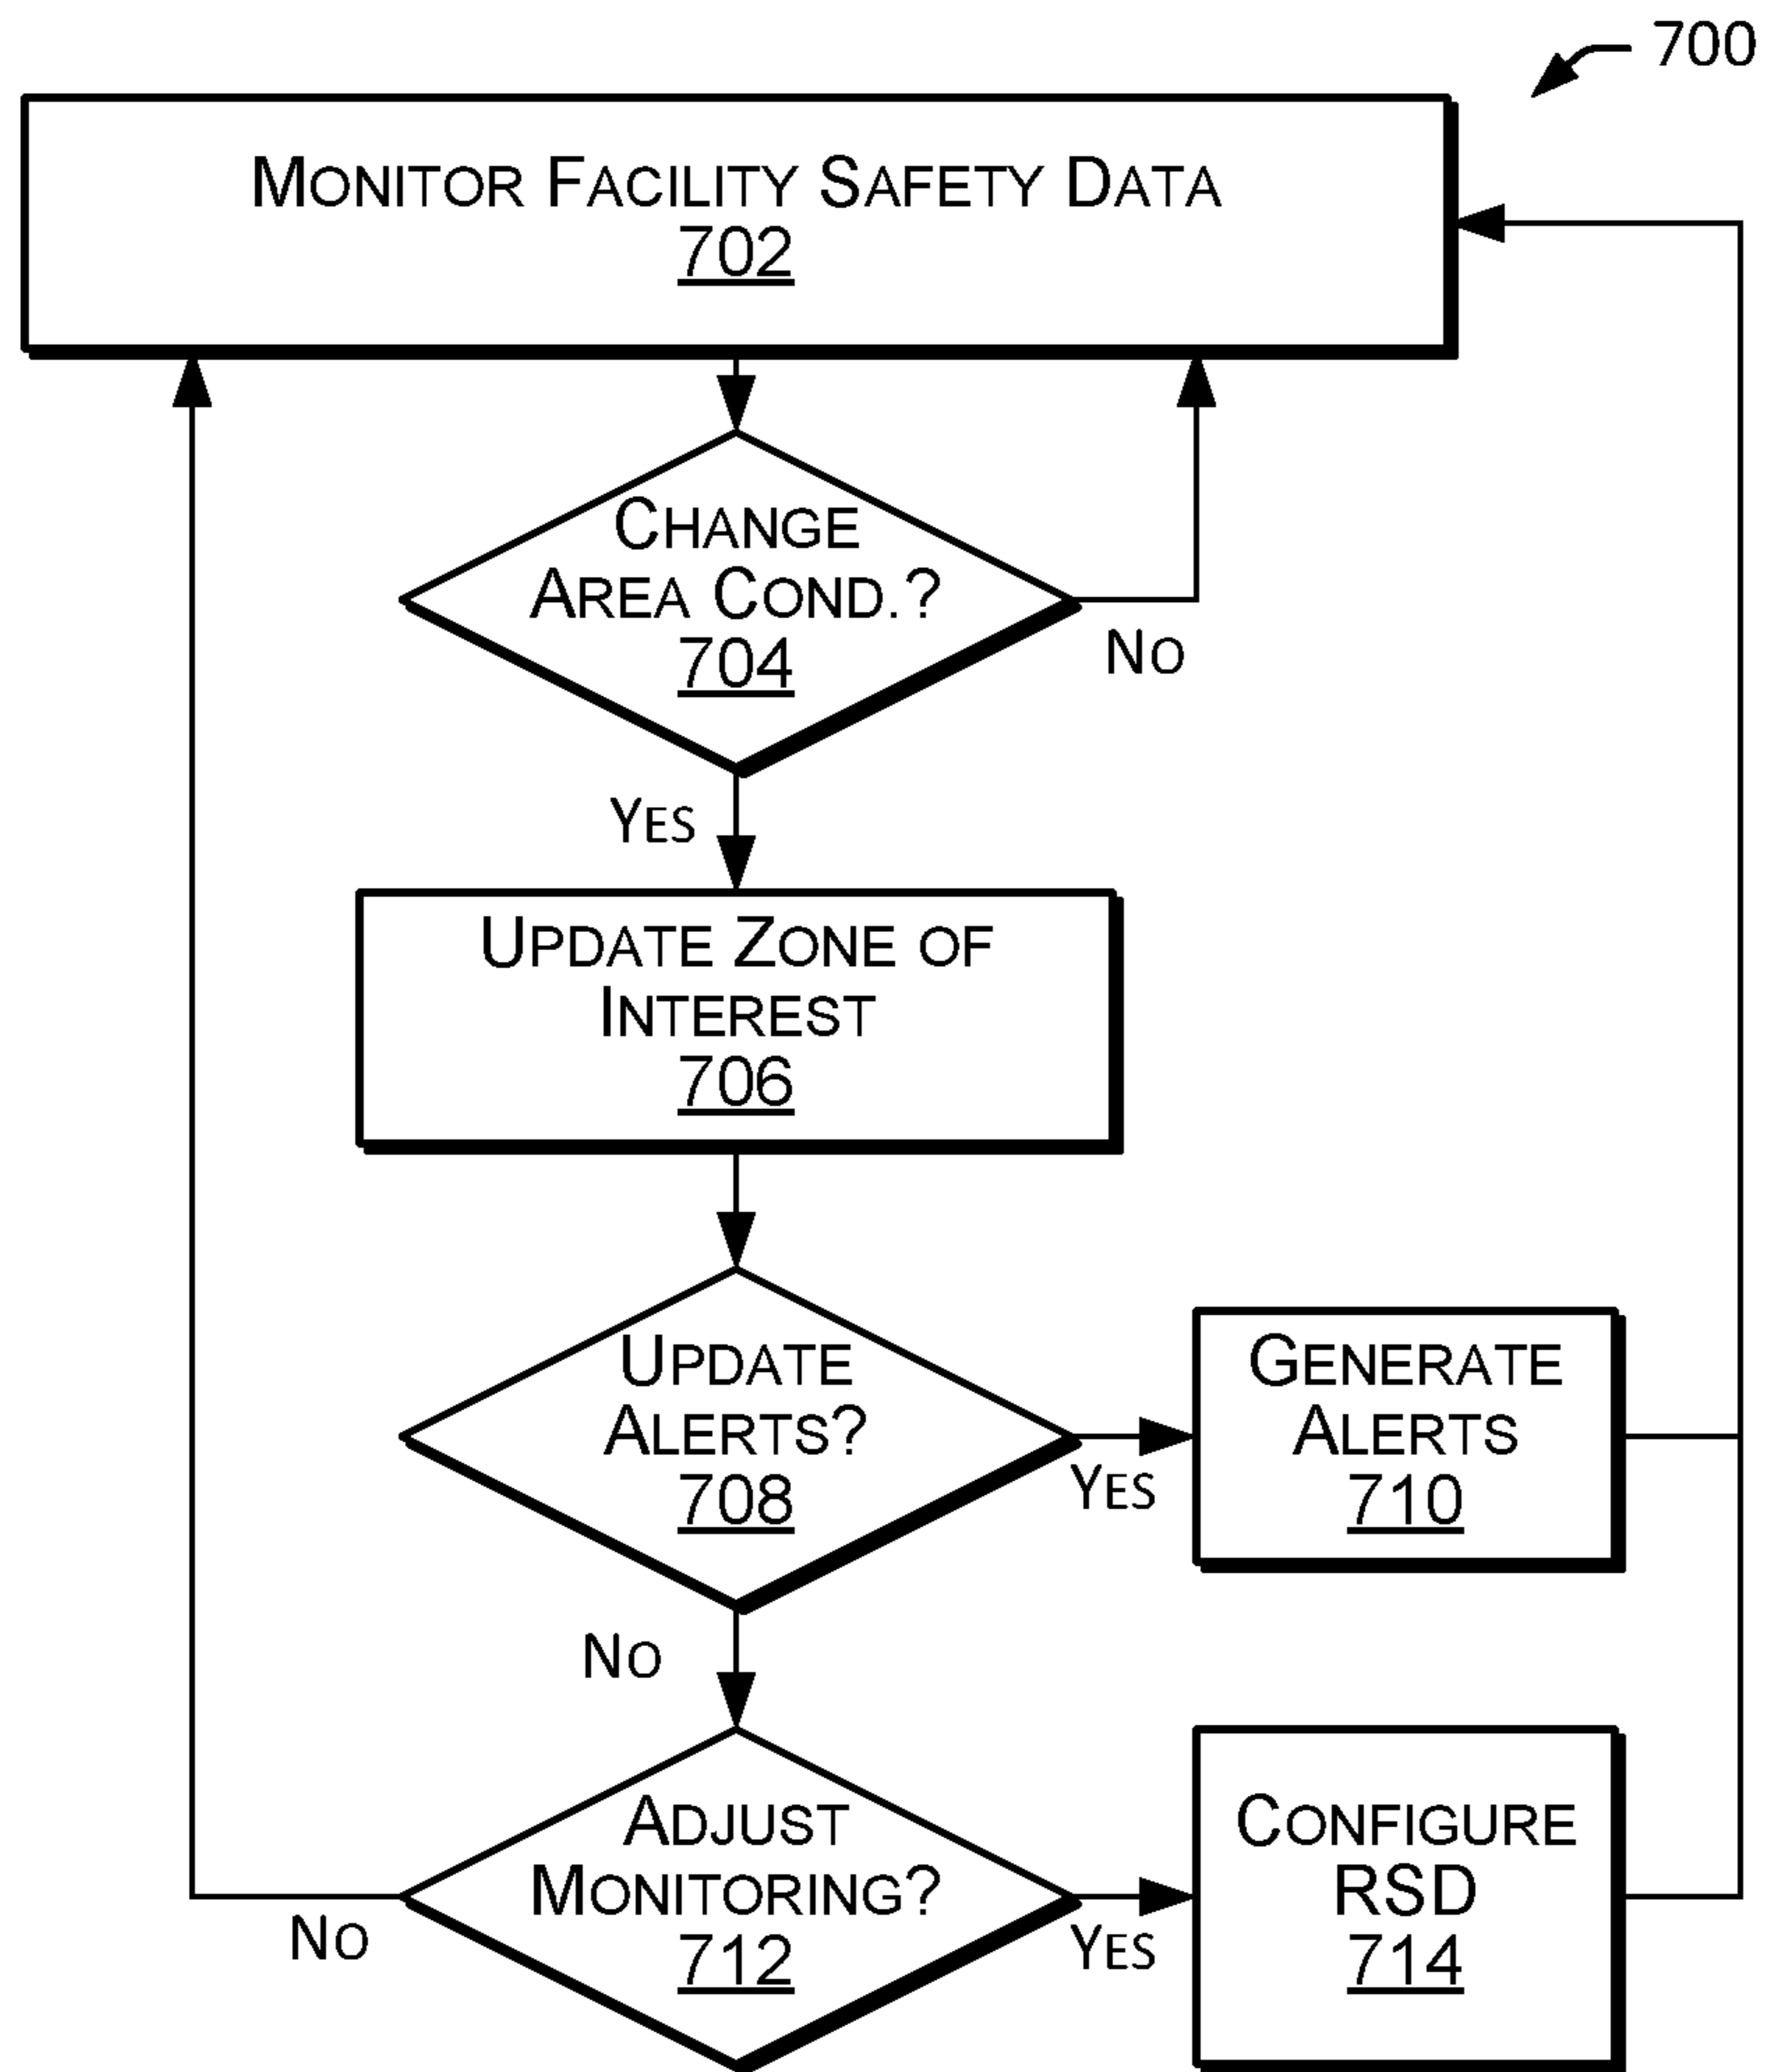 700
MONITOR FACILITY SAFETY DATA
702
CHANGE
AREA COND.?
704
NO
YES
UPDATE ZONE OF
INTEREST
706
UPDATE
ALERTS?
708
YES
GENERATE
ALERTS
710
NO
ADJUST
MONITORING?
712
NO
YES
CONFIGURE
RSD
714